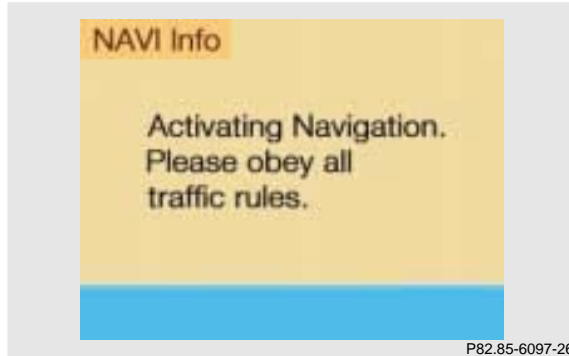 NAVI Info
Activating Navigation.
Please obey all
traffic rules.
P82.85-6097-26